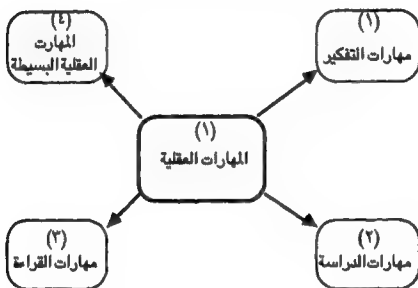 (١)
مهارات التفكير
(٤)
المهارت
العقلية البسيطة
(١)
المهارات العقلية
(٢)
مهارات الدراسة
(٣)
مهارات القراءة